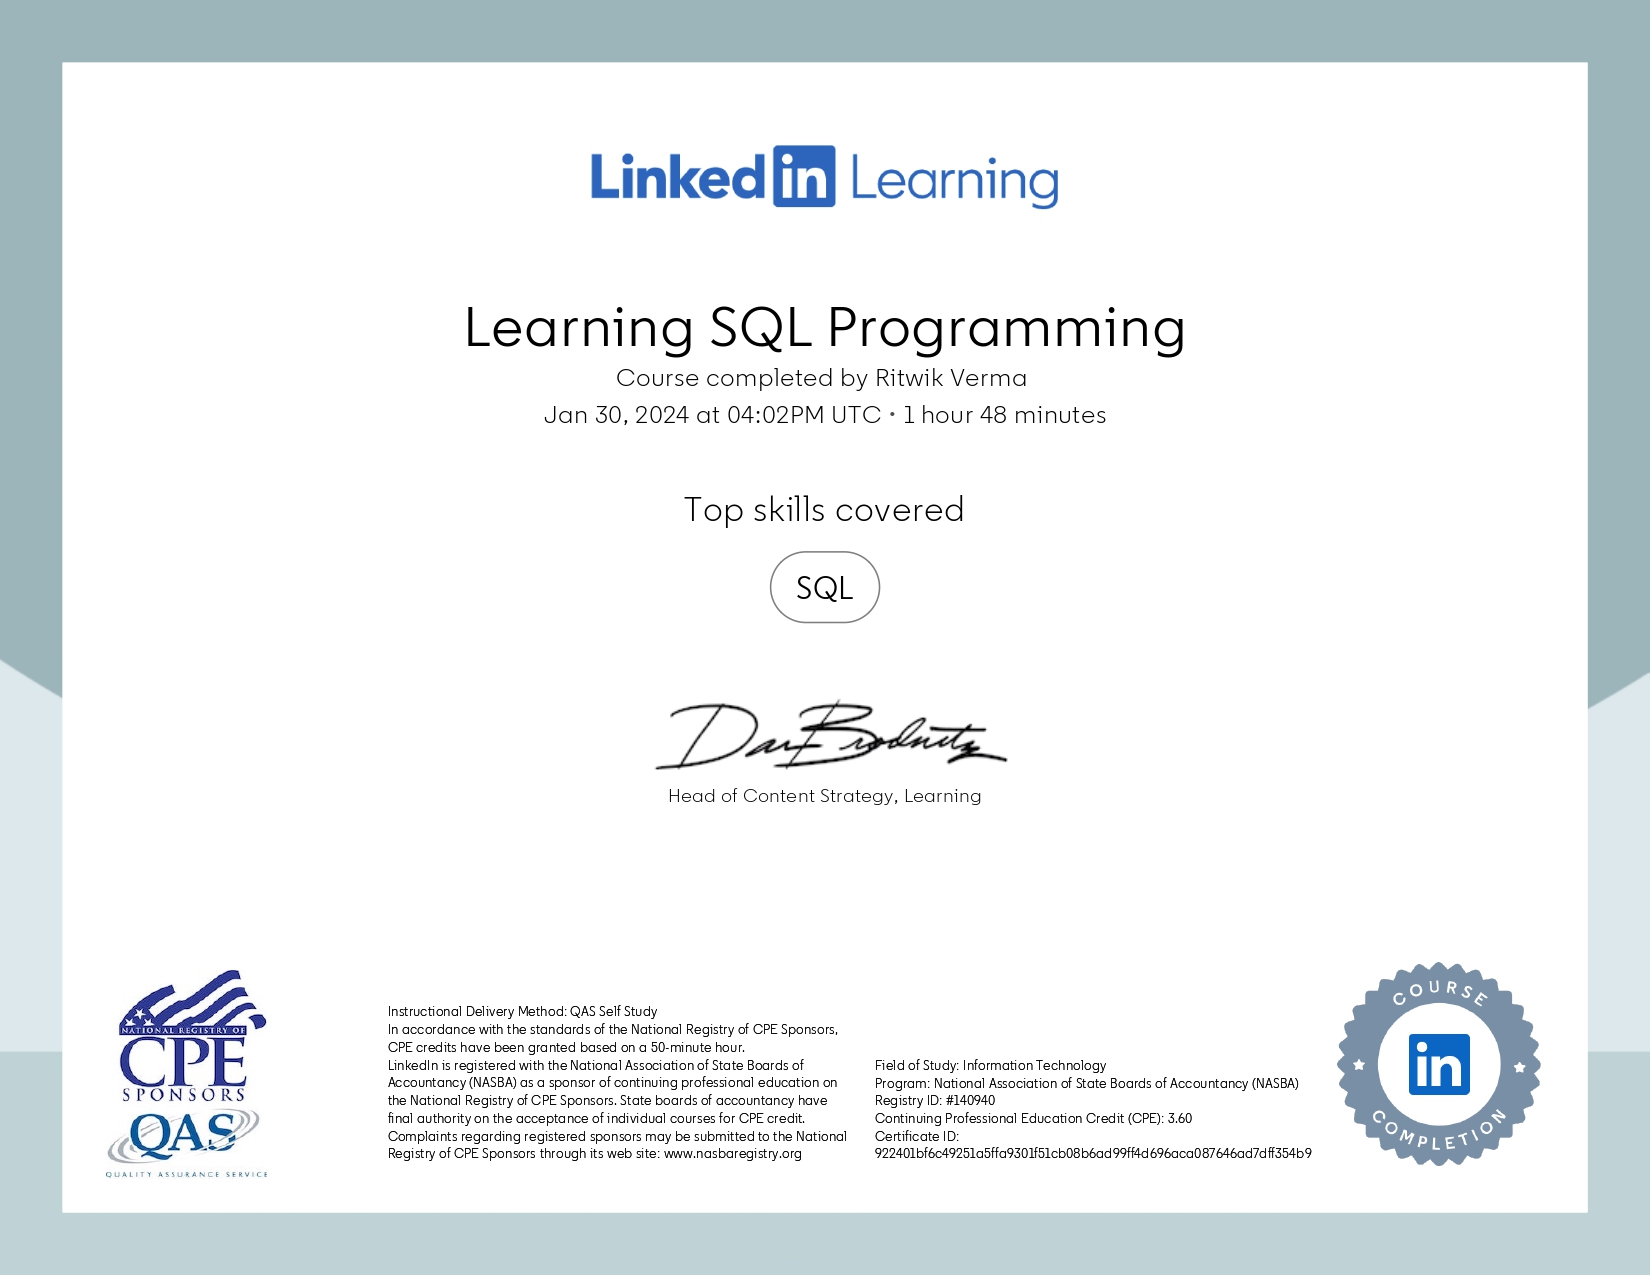 Linked in Learning
Learning SQL Programming
Course completed by Ritwik Verma
Jan 30, 2024 at 04:02PM UTC • 1 hour 48 minutes
Top skills covered
SQL
Dan Brodnitz
Head of Content Strategy, Learning
NATIONAL REGISTRY OF
CPE
SPONSORS
QAS
QUALITY ASSURANCE SERVICE
Instructional Delivery Method: QAS Self Study
In accordance with the standards of the National Registry of CPE Sponsors,
CPE credits have been granted based on a 50-minute hour.
LinkedIn is registered with the National Association of State Boards of
Accountancy (NASBA) as a sponsor of continuing professional education on
the National Registry of CPE Sponsors. State boards of accountancy have
final authority on the acceptance of individual courses for CPE credit.
Complaints regarding registered sponsors may be submitted to the National
Registry of CPE Sponsors through its web site: www.nasbaregistry.org
Field of Study: Information Technology
Program: National Association of State Boards of Accountancy (NASBA)
Registry ID: #140940
Continuing Professional Education Credit (CPE): 3.60
Certificate ID:
922401bf6c49251a5ffa9301f51cb08b6ad99ff4d696aca087646ad7dff354b9
COURSE
in
COMPLETION